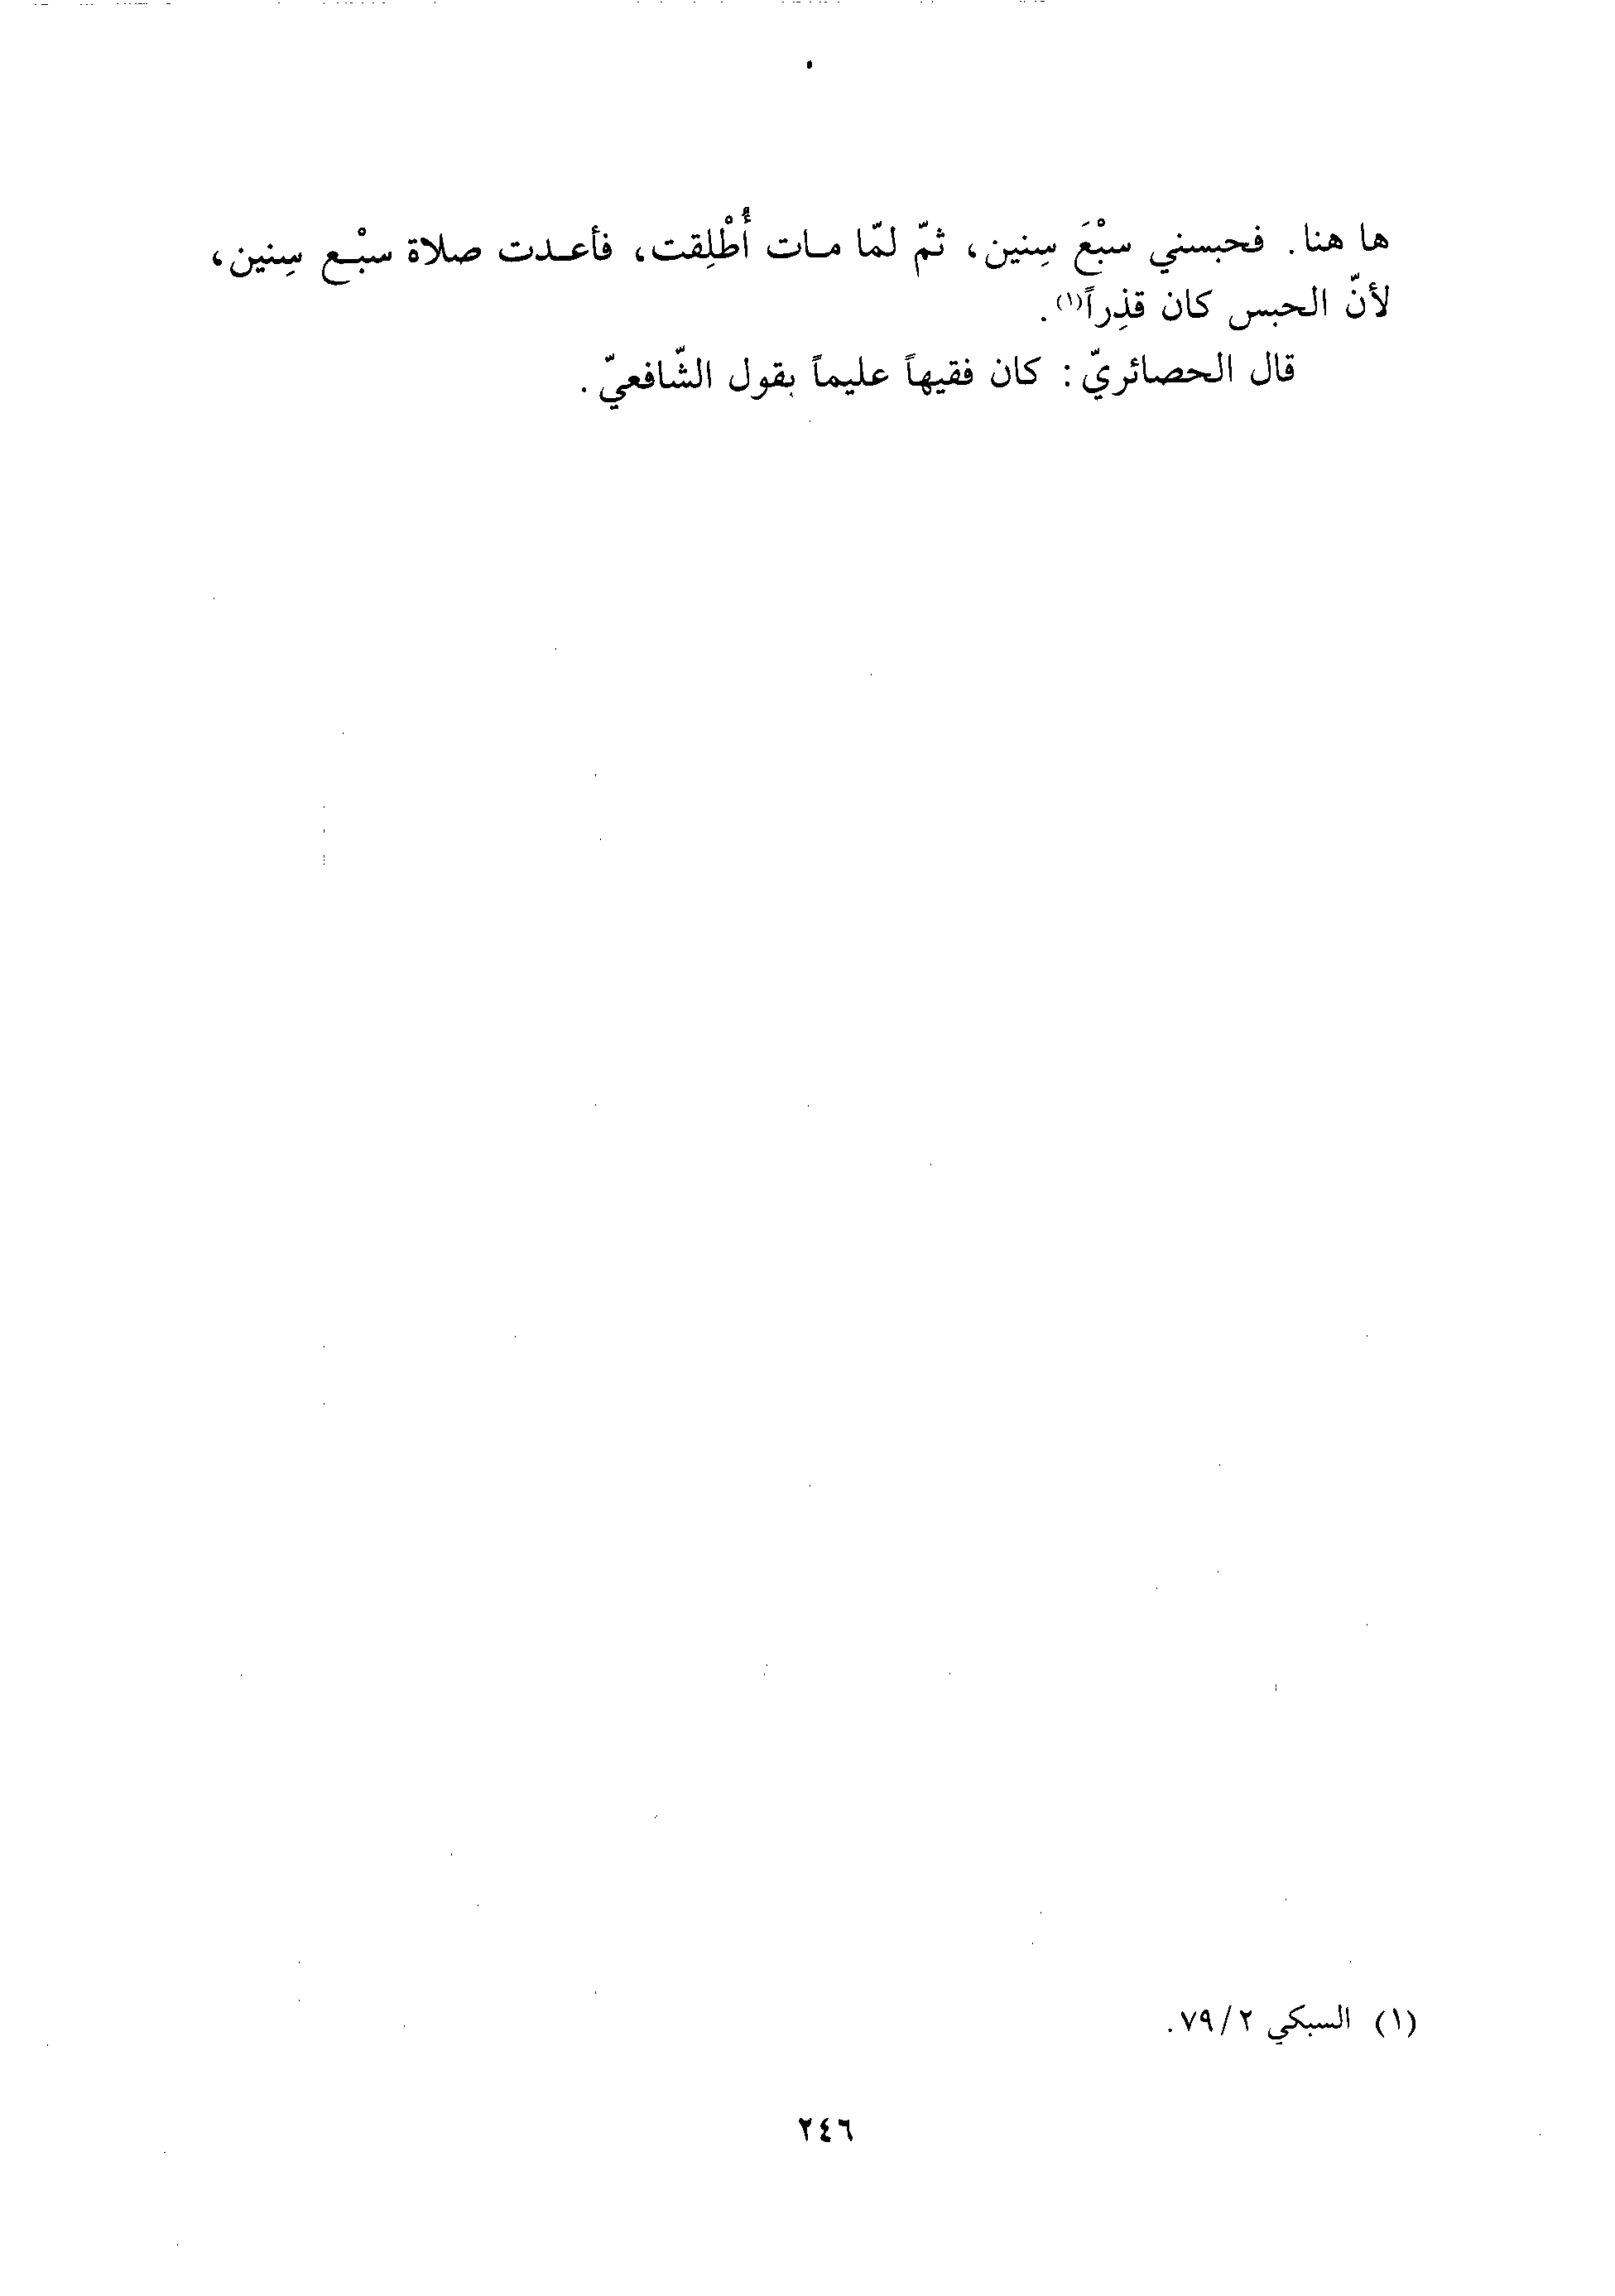 ها هنا. فحبسني سبْعَ سِنين، ثمّ لمّا مات أُطْلِقت، فأعدت صلاة سبْع سِنين،
لأنّ الحبس كان قذِراً(١).
قال الحصائريّ: كان فقيهاً عليماً بقول الشّافعيّ.
(١) السبكي ٢/٧٩.
٢٤٦